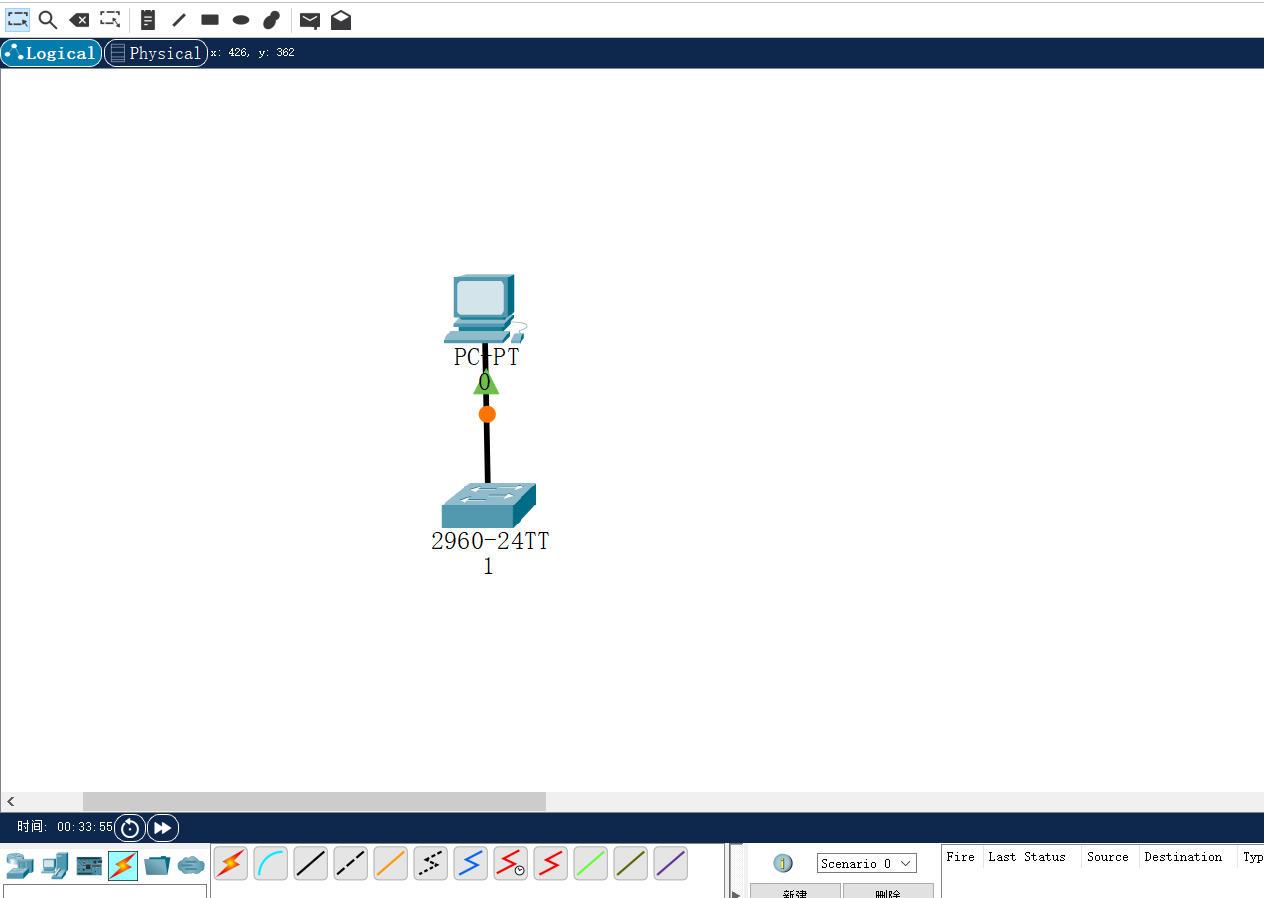 Logical Physical x: 426, y: 362
PC-PT
0
2960-24TT
1
时间: 00:33:55
Scenario 0
Fire Last Status Source Destination Typ
新建 删除